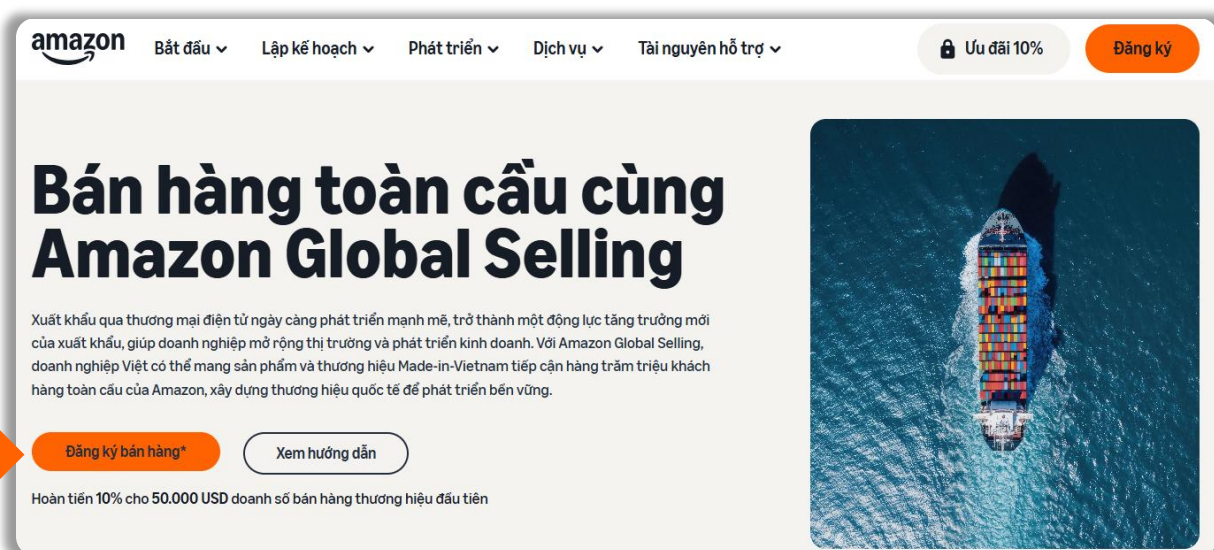 amazon Bắt đầu Lập kế hoạch Phát triển Dịch vụ Tài nguyên hỗ trợ Ưu đãi 10% Đăng ký
Bán hàng toàn cầu cùng
Amazon Global Selling
Xuất khẩu qua thương mại điện tử ngày càng phát triển mạnh mẽ, trở thành một động lực tăng trưởng mới
của xuất khẩu, giúp doanh nghiệp mở rộng thị trường và phát triển kinh doanh. Với Amazon Global Selling,
doanh nghiệp Việt có thể mang sản phẩm và thương hiệu Made-in-Vietnam tiếp cận hàng trăm triệu khách
hàng toàn cầu của Amazon, xây dựng thương hiệu quốc tế để phát triển bền vững.
Đăng ký bán hàng* Xem hướng dẫn
Hoàn tiền 10% cho 50.000 USD doanh số bán hàng thương hiệu đầu tiên